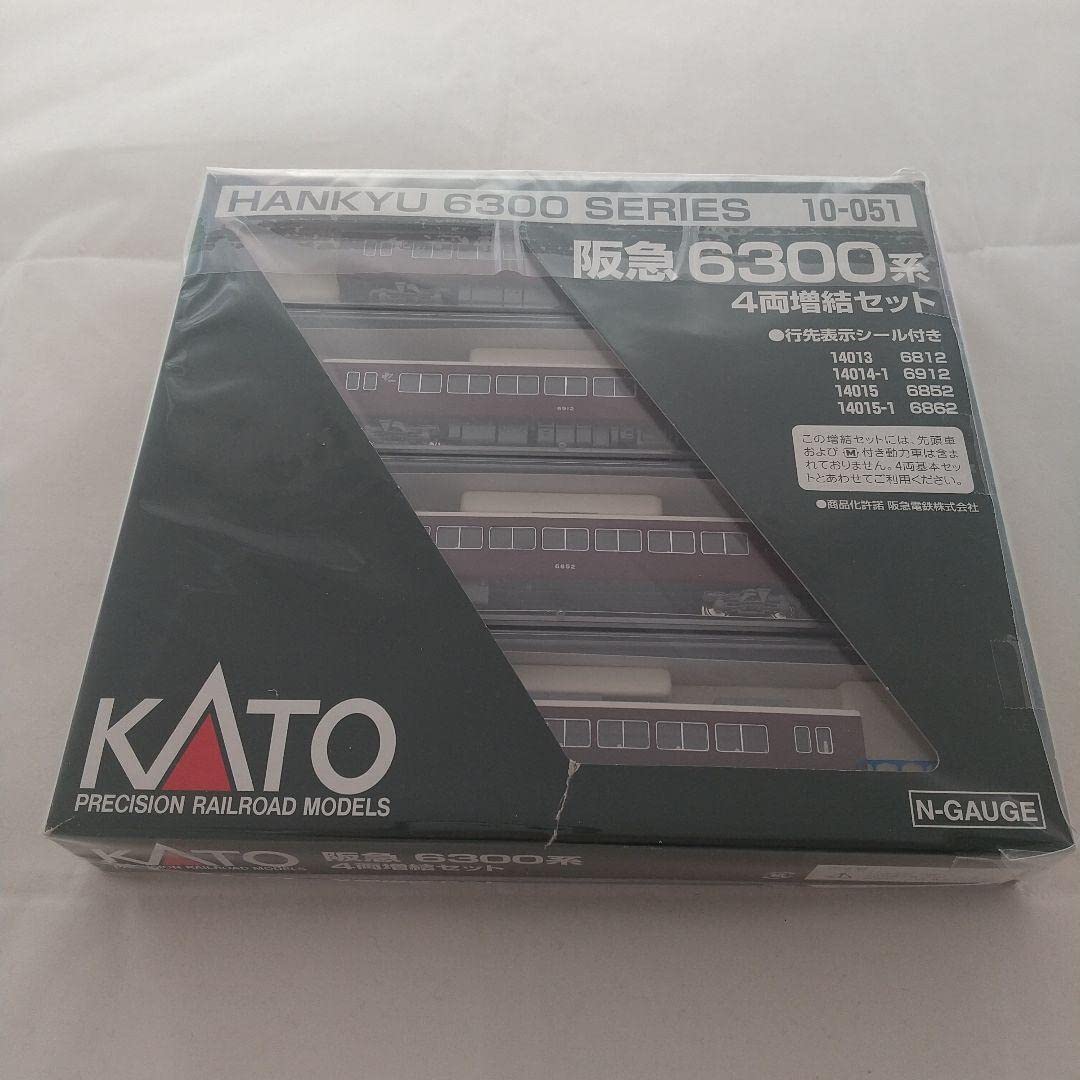 HANKYU 6300 SERIES 10-051
阪急 6300系
4両増結セット
●行先表示シール付き
14013 6812
14014-1 6912
14015 6852
14015-1 6862
この増結セットには、先頭車
および Ⓜ 付き動力車は含ま
れておりません。4両基本セッ
トとあわせてご利用ください。
●商品化許諾 阪急電鉄株式会社
6912
6852
KATO
PRECISION RAILROAD MODELS
N-GAUGE
KATO 阪急 6300系
PRECISION RAILROAD MODELS 4両増結セット